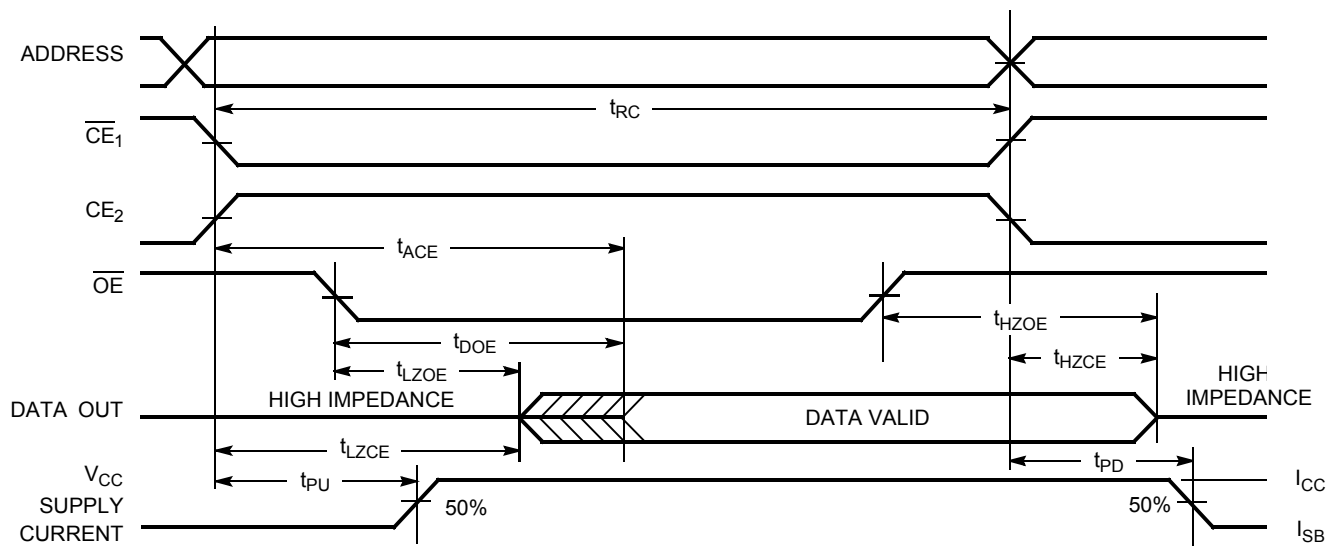 ADDRESS
tRC
CE1
CE2
tACE
OE
tHZOE
tDOE
tHZCE
tLZOE
HIGH IMPEDANCE
HIGH
IMPEDANCE
DATA OUT
DATA VALID
tLZCE
tPD
VCC
SUPPLY
CURRENT
tPU
50%
50%
ICC
ISB